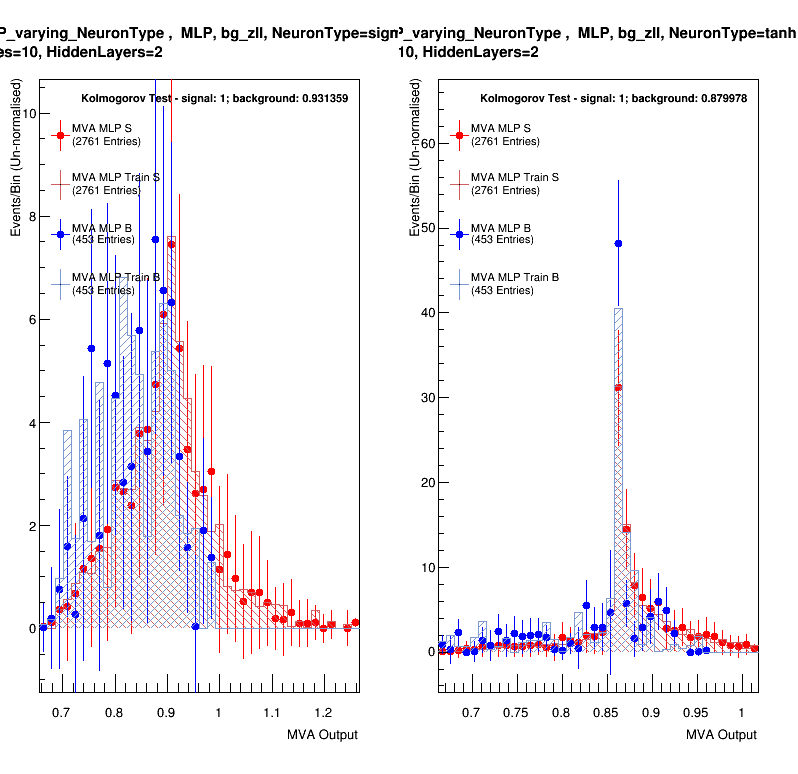 P_varying_NeuronType , MLP, bg_zll, NeuronType=sigm
es=10, HiddenLayers=2
Events/Bin (Un-normalised)
Kolmogorov Test - signal: 1; background: 0.931359
MVA MLP S
(2761 Entries)
MVA MLP Train S
(2761 Entries)
MVA MLP B
(453 Entries)
MVA MLP Train B
(453 Entries)
10
8
6
4
2
0
0.7 0.8 0.9 1 1.1 1.2
MVA Output
P_varying_NeuronType , MLP, bg_zll, NeuronType=tanh
10, HiddenLayers=2
Events/Bin (Un-normalised)
Kolmogorov Test - signal: 1; background: 0.879978
MVA MLP S
(2761 Entries)
MVA MLP Train S
(2761 Entries)
MVA MLP B
(453 Entries)
MVA MLP Train B
(453 Entries)
60
50
40
30
20
10
0
0.7 0.75 0.8 0.85 0.9 0.95 1
MVA Output